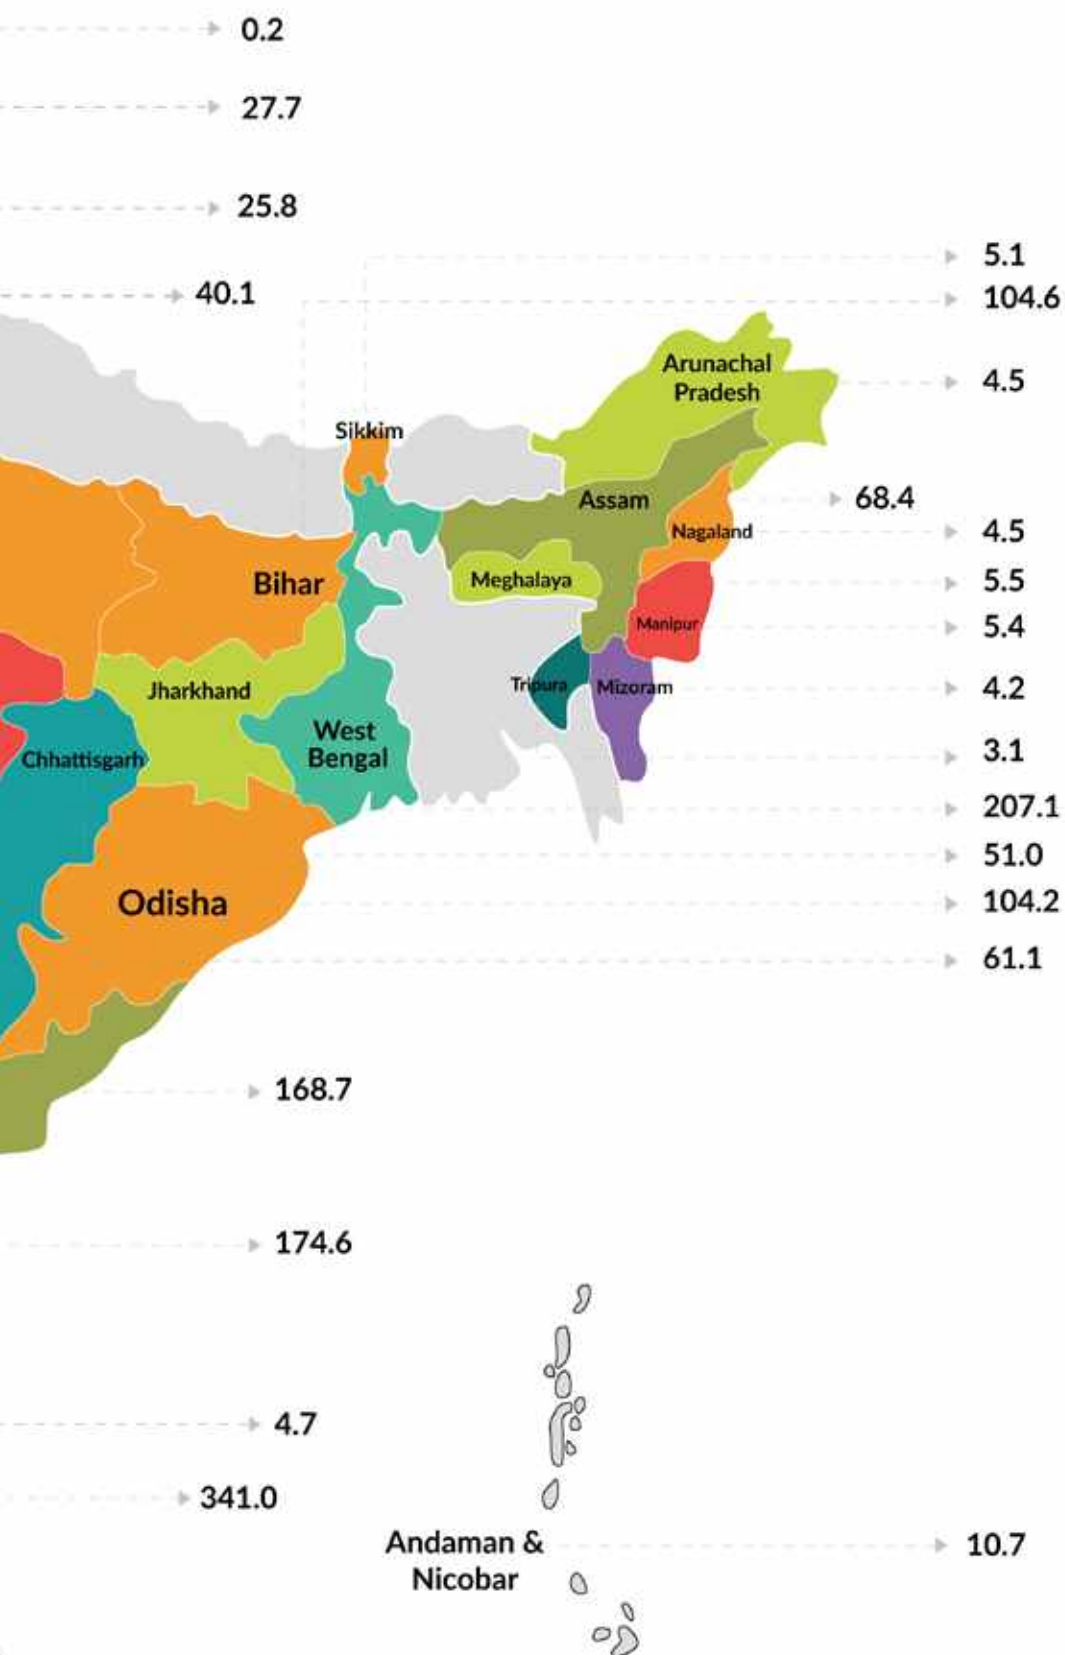 0.2
27.7
25.8
5.1
40.1
104.6
Arunachal
Pradesh
4.5
Sikkim
Assam
68.4
Nagaland
4.5
Bihar
Meghalaya
5.5
Manipur
5.4
Jharkhand
Tripura
Mizoram
4.2
West
Bengal
Chhattisgarh
3.1
207.1
51.0
Odisha
104.2
61.1
168.7
174.6
4.7
341.0
Andaman &
Nicobar
10.7